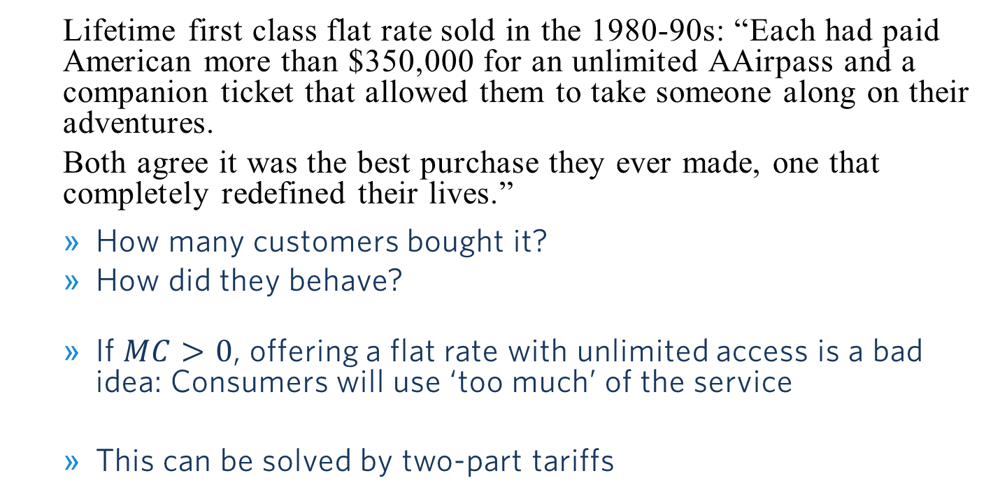 Lifetime first class flat rate sold in the 1980-90s: “Each had paid
American more than $350,000 for an unlimited AAirpass and a
companion ticket that allowed them to take someone along on their
adventures.
Both agree it was the best purchase they ever made, one that
completely redefined their lives.”
» How many customers bought it?
» How did they behave?
» If MC > 0, offering a flat rate with unlimited access is a bad
idea: Consumers will use ‘too much’ of the service
» This can be solved by two-part tariffs